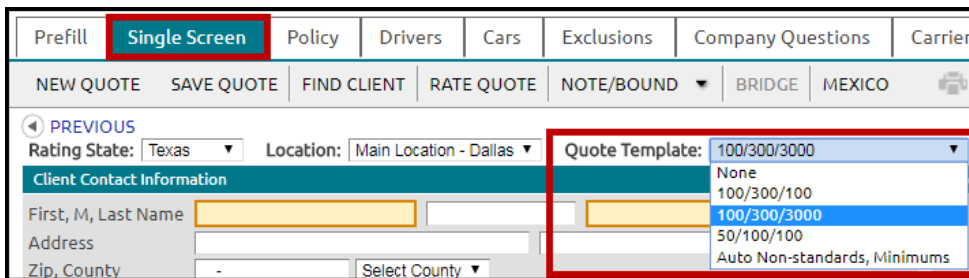 Prefill Single Screen Policy Drivers Cars Exclusions Company Questions Carrier
NEW QUOTE SAVE QUOTE FIND CLIENT RATE QUOTE NOTE/BOUND BRIDGE MEXICO
PREVIOUS
Rating State: Texas Location: Main Location - Dallas Quote Template: 100/300/3000
Client Contact Information
None
100/300/100
First, M, Last Name
100/300/3000
Address
50/100/100
Auto Non-standards, Minimums
Zip, County - Select County